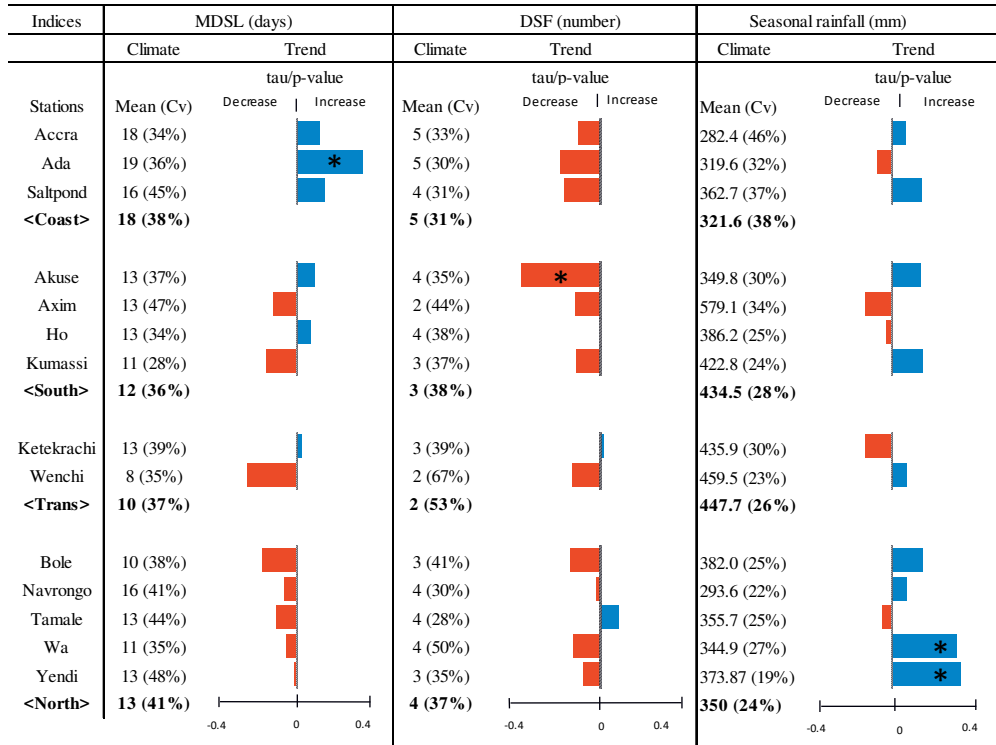 Indices MDSL (days) DSF (number) Seasonal rainfall (mm)
Climate Trend Climate Trend Climate Trend
tau/p-value tau/p-value tau/p-value
Stations Mean (Cv) Decrease | Increase Mean (Cv) Decrease | Increase Mean (Cv) Decrease | Increase
Accra 18 (34%) 5 (33%) 282.4 (46%)
Ada 19 (36%) * 5 (30%) 319.6 (32%)
Saltpond 16 (45%) 4 (31%) 362.7 (37%)
<Coast> 18 (38%) 5 (31%) 321.6 (38%)
Akuse 13 (37%) 4 (35%) * 349.8 (30%)
Axim 13 (47%) 2 (44%) 579.1 (34%)
Ho 13 (34%) 4 (38%) 386.2 (25%)
Kumassi 11 (28%) 3 (37%) 422.8 (24%)
<South> 12 (36%) 3 (38%) 434.5 (28%)
Ketekrachi 13 (39%) 3 (39%) 435.9 (30%)
Wenchi 8 (35%) 2 (67%) 459.5 (23%)
<Trans> 10 (37%) 2 (53%) 447.7 (26%)
Bole 10 (38%) 3 (41%) 382.0 (25%)
Navrongo 16 (41%) 4 (30%) 293.6 (22%)
Tamale 13 (44%) 4 (28%) 355.7 (25%)
Wa 11 (35%) 4 (50%) 344.9 (27%) *
Yendi 13 (48%) 3 (35%) 373.87 (19%) *
<North> 13 (41%) 4 (37%) 350 (24%)
-0.4 0 0.4 -0.4 0 0.4 -0.4 0 0.4